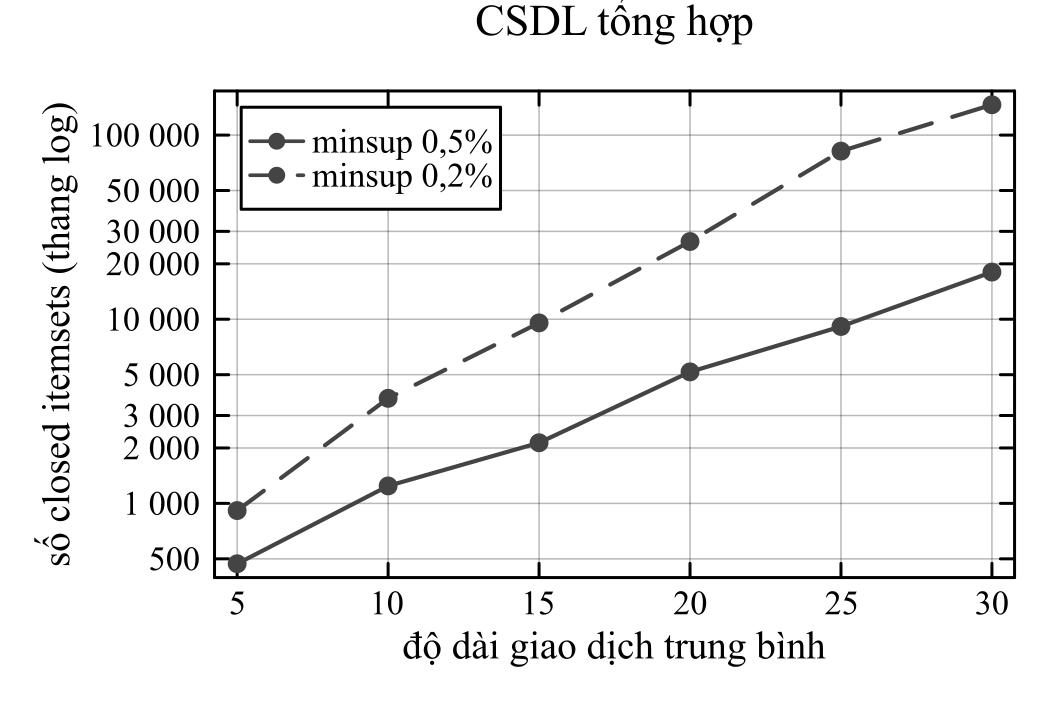 CSDL tổng hợp
số closed itemsets (thang log)
100 000
50 000
30 000
20 000
10 000
5 000
3 000
2 000
1 000
500
minsup 0,5%
minsup 0,2%
5 10 15 20 25 30
độ dài giao dịch trung bình